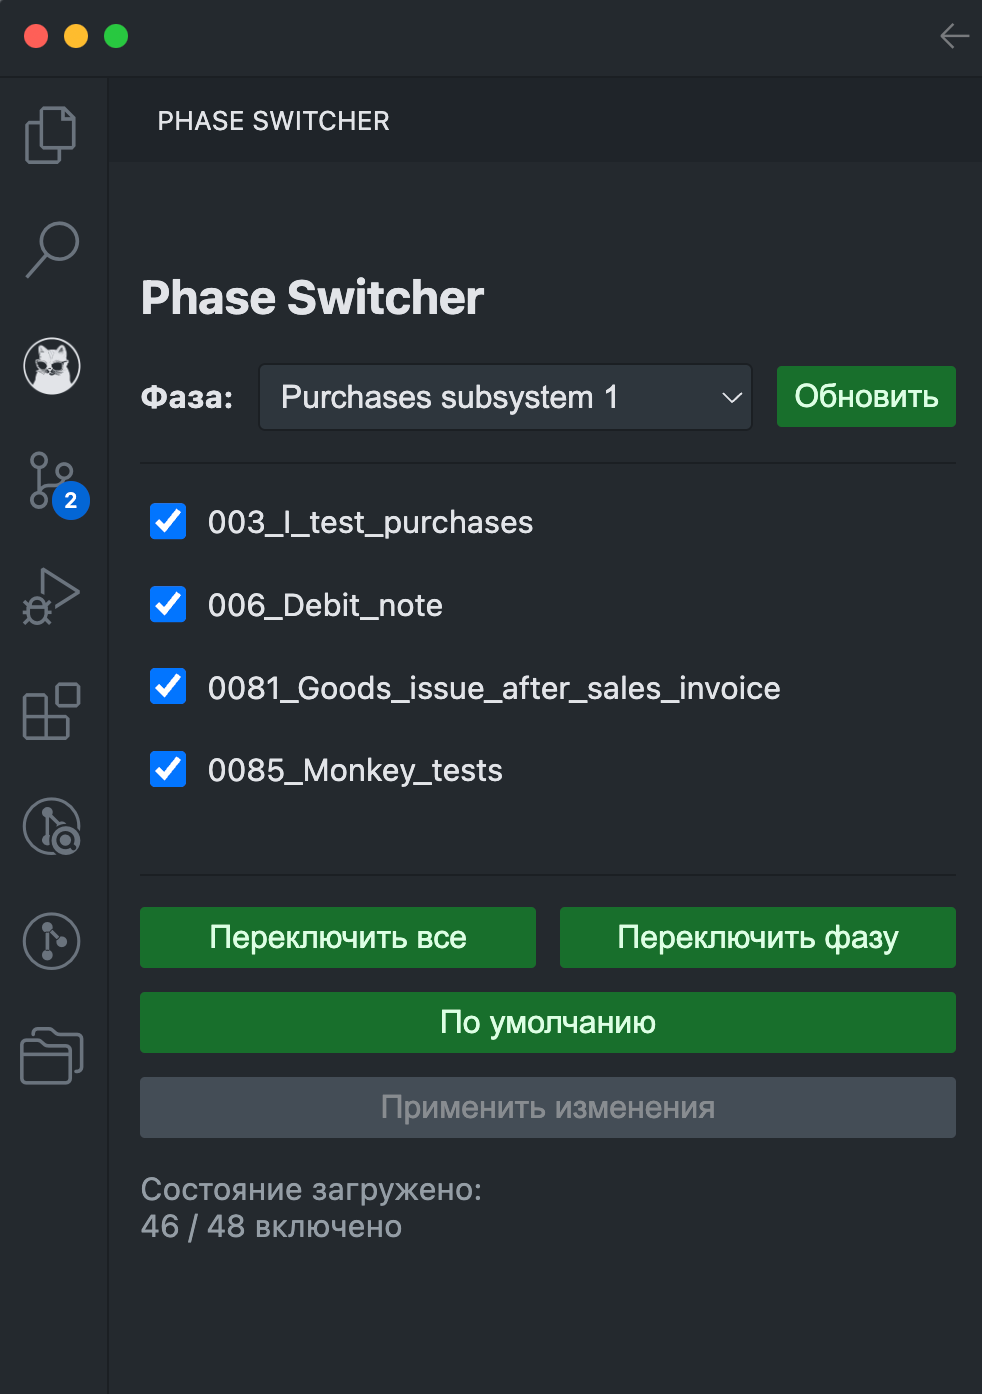 PHASE SWITCHER
Phase Switcher
Фаза: Purchases subsystem 1 Обновить
003_I_test_purchases
2
006_Debit_note
0081_Goods_issue_after_sales_invoice
0085_Monkey_tests
Переключить все Переключить фазу
По умолчанию
Применить изменения
Состояние загружено:
46 / 48 включено